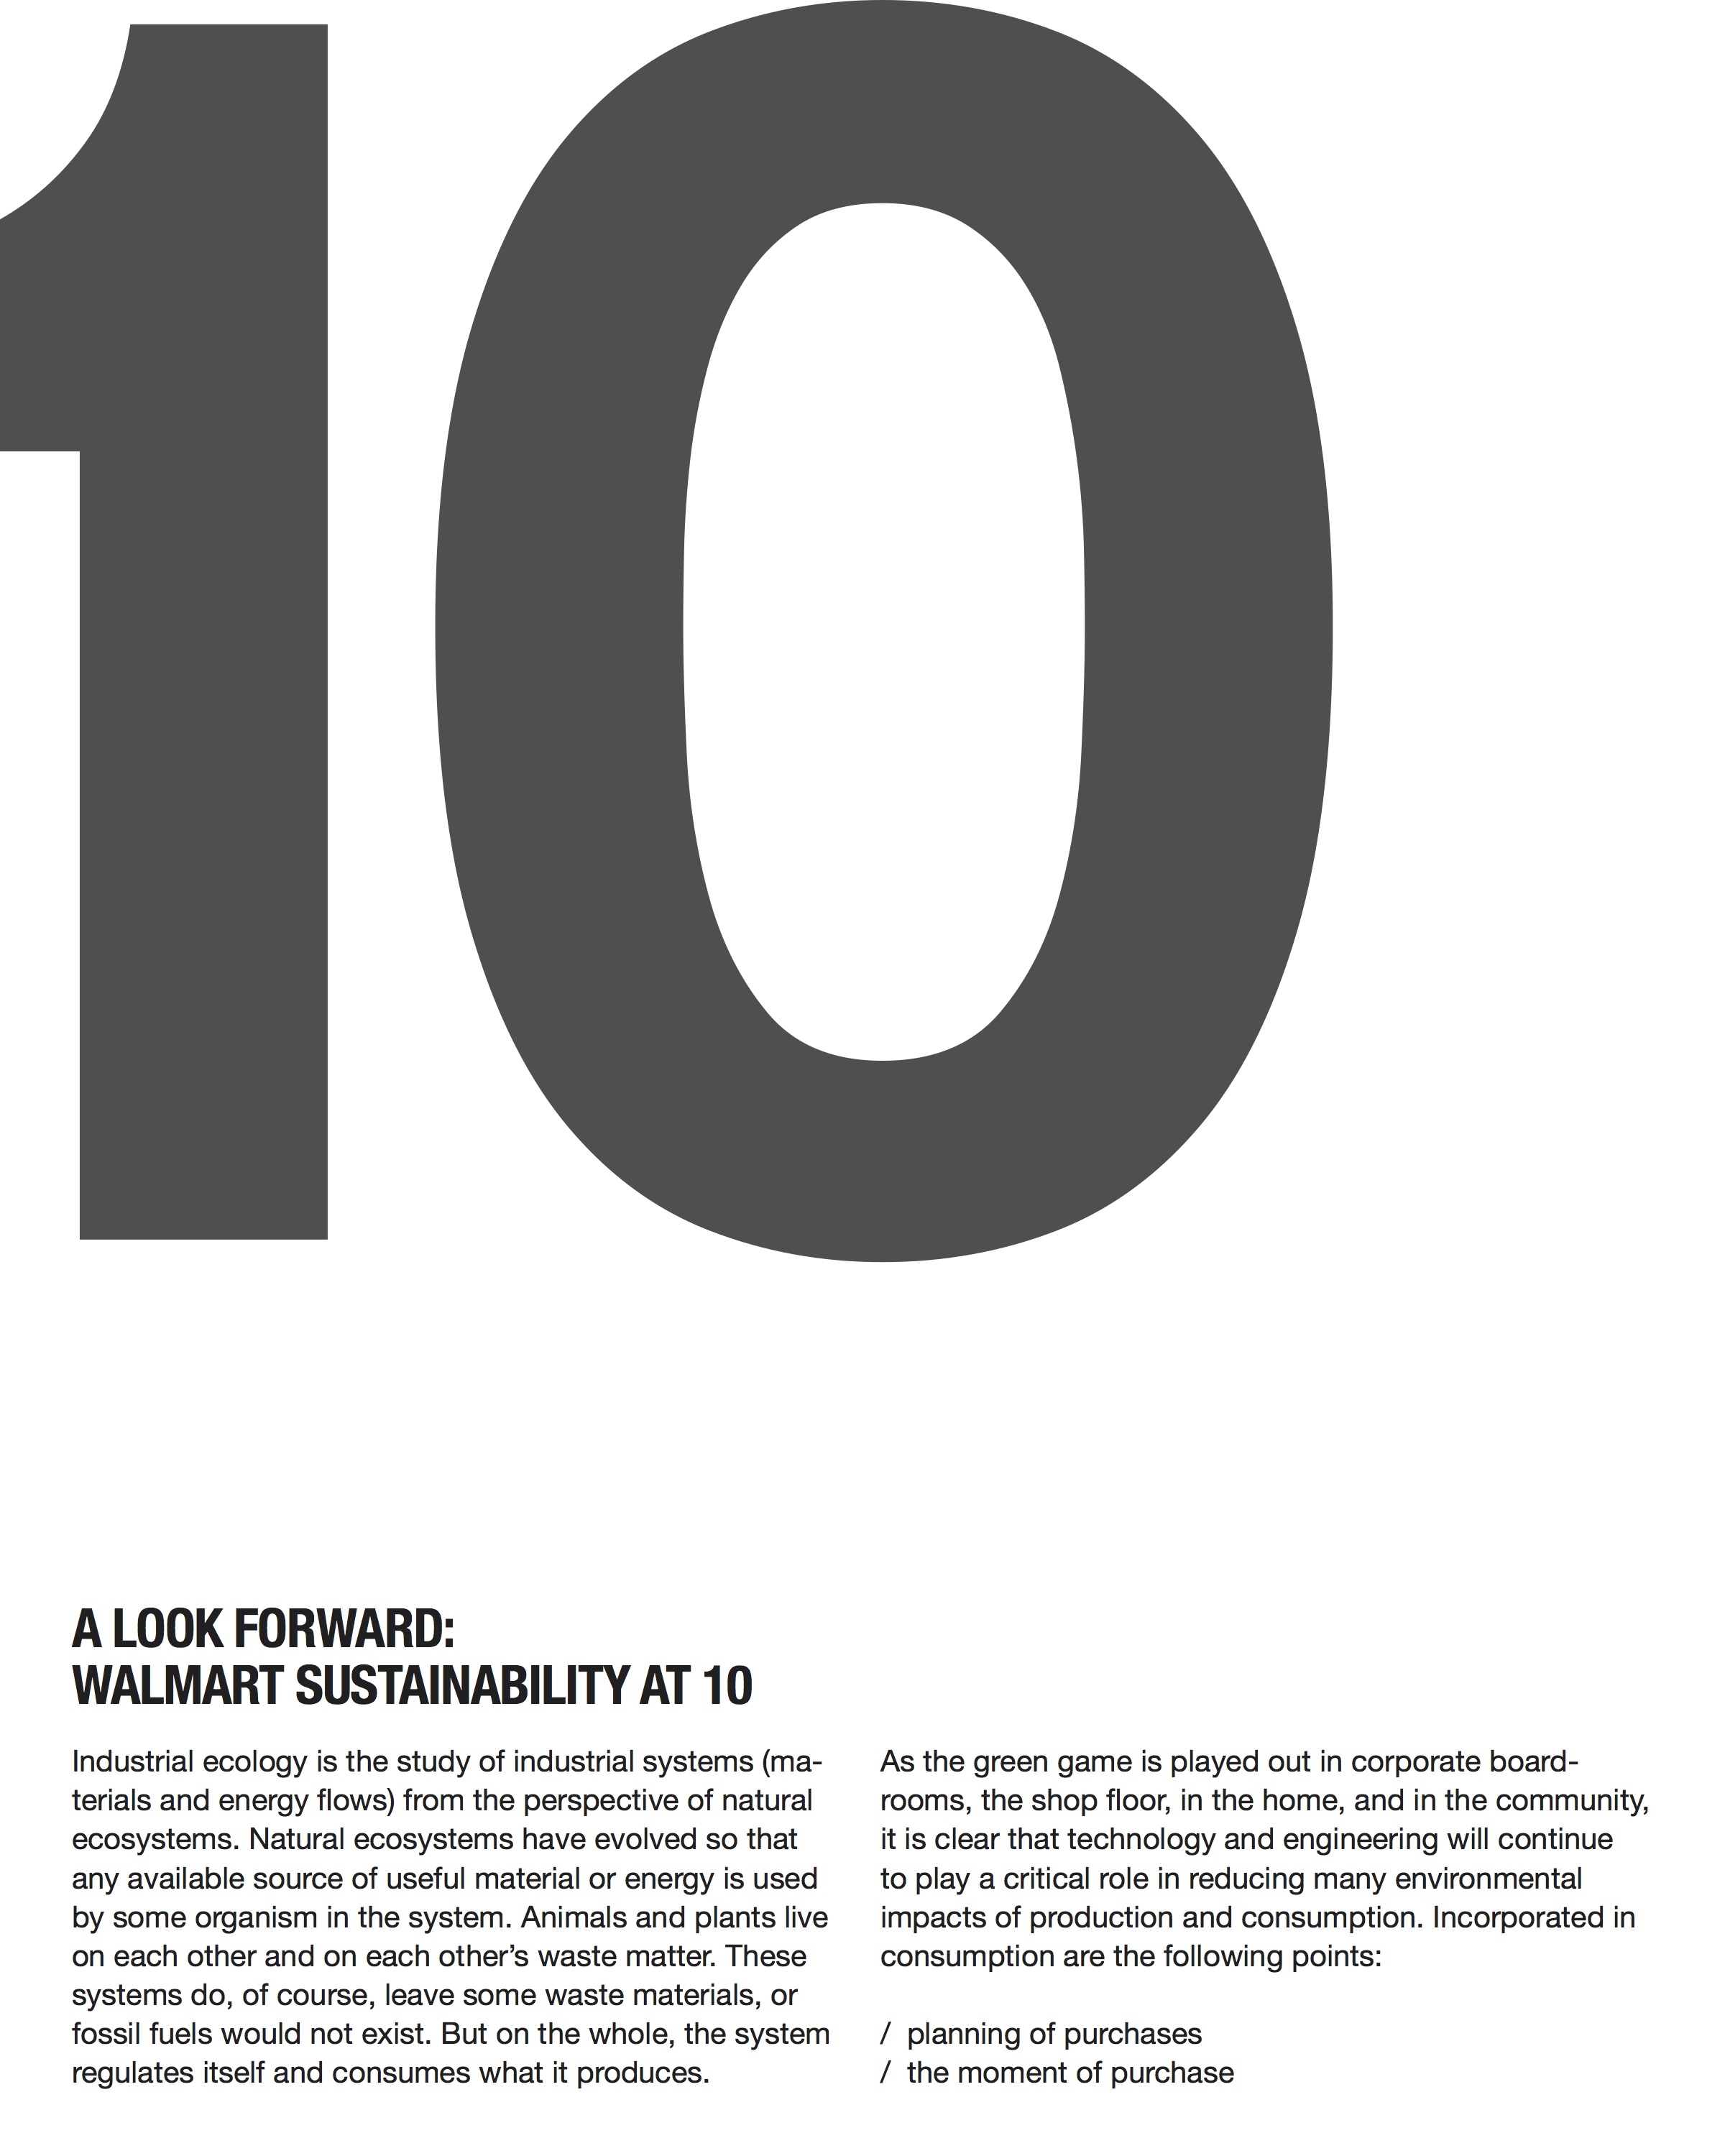 10
A LOOK FORWARD:
WALMART SUSTAINABILITY AT 10
Industrial ecology is the study of industrial systems (ma-
terials and energy flows) from the perspective of natural
ecosystems. Natural ecosystems have evolved so that
any available source of useful material or energy is used
by some organism in the system. Animals and plants live
on each other and on each other’s waste matter. These
systems do, of course, leave some waste materials, or
fossil fuels would not exist. But on the whole, the system
regulates itself and consumes what it produces.
As the green game is played out in corporate board-
rooms, the shop floor, in the home, and in the community,
it is clear that technology and engineering will continue
to play a critical role in reducing many environmental
impacts of production and consumption. Incorporated in
consumption are the following points:
/ planning of purchases
/ the moment of purchase